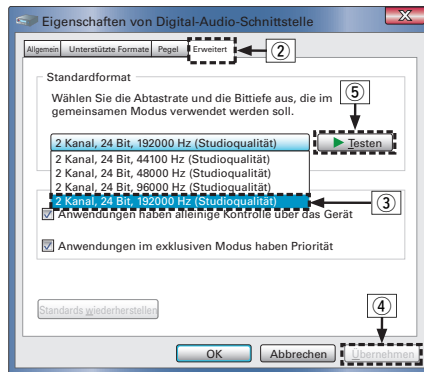 Eigenschaften von Digital-Audio-Schnittstelle
X
Allgemein Unterstützte Formate Pegel Erweitert
②
Standardformat
Wählen Sie die Abtastrate und die Bittiefe aus, die im
gemeinsamen Modus verwendet werden soll.
⑤
2 Kanal, 24 Bit, 192000 Hz (Studioqualität)
Testen
2 Kanal, 24 Bit, 44100 Hz (Studioqualität)
2 Kanal, 24 Bit, 48000 Hz (Studioqualität)
2 Kanal, 24 Bit, 96000 Hz (Studioqualität)
2 Kanal, 24 Bit, 192000 Hz (Studioqualität)
③
Anwendungen haben alleinige Kontrolle über das Gerät
Anwendungen im exklusiven Modus haben Priorität
Standards wiederherstellen
④
OK Abbrechen Übernehmen